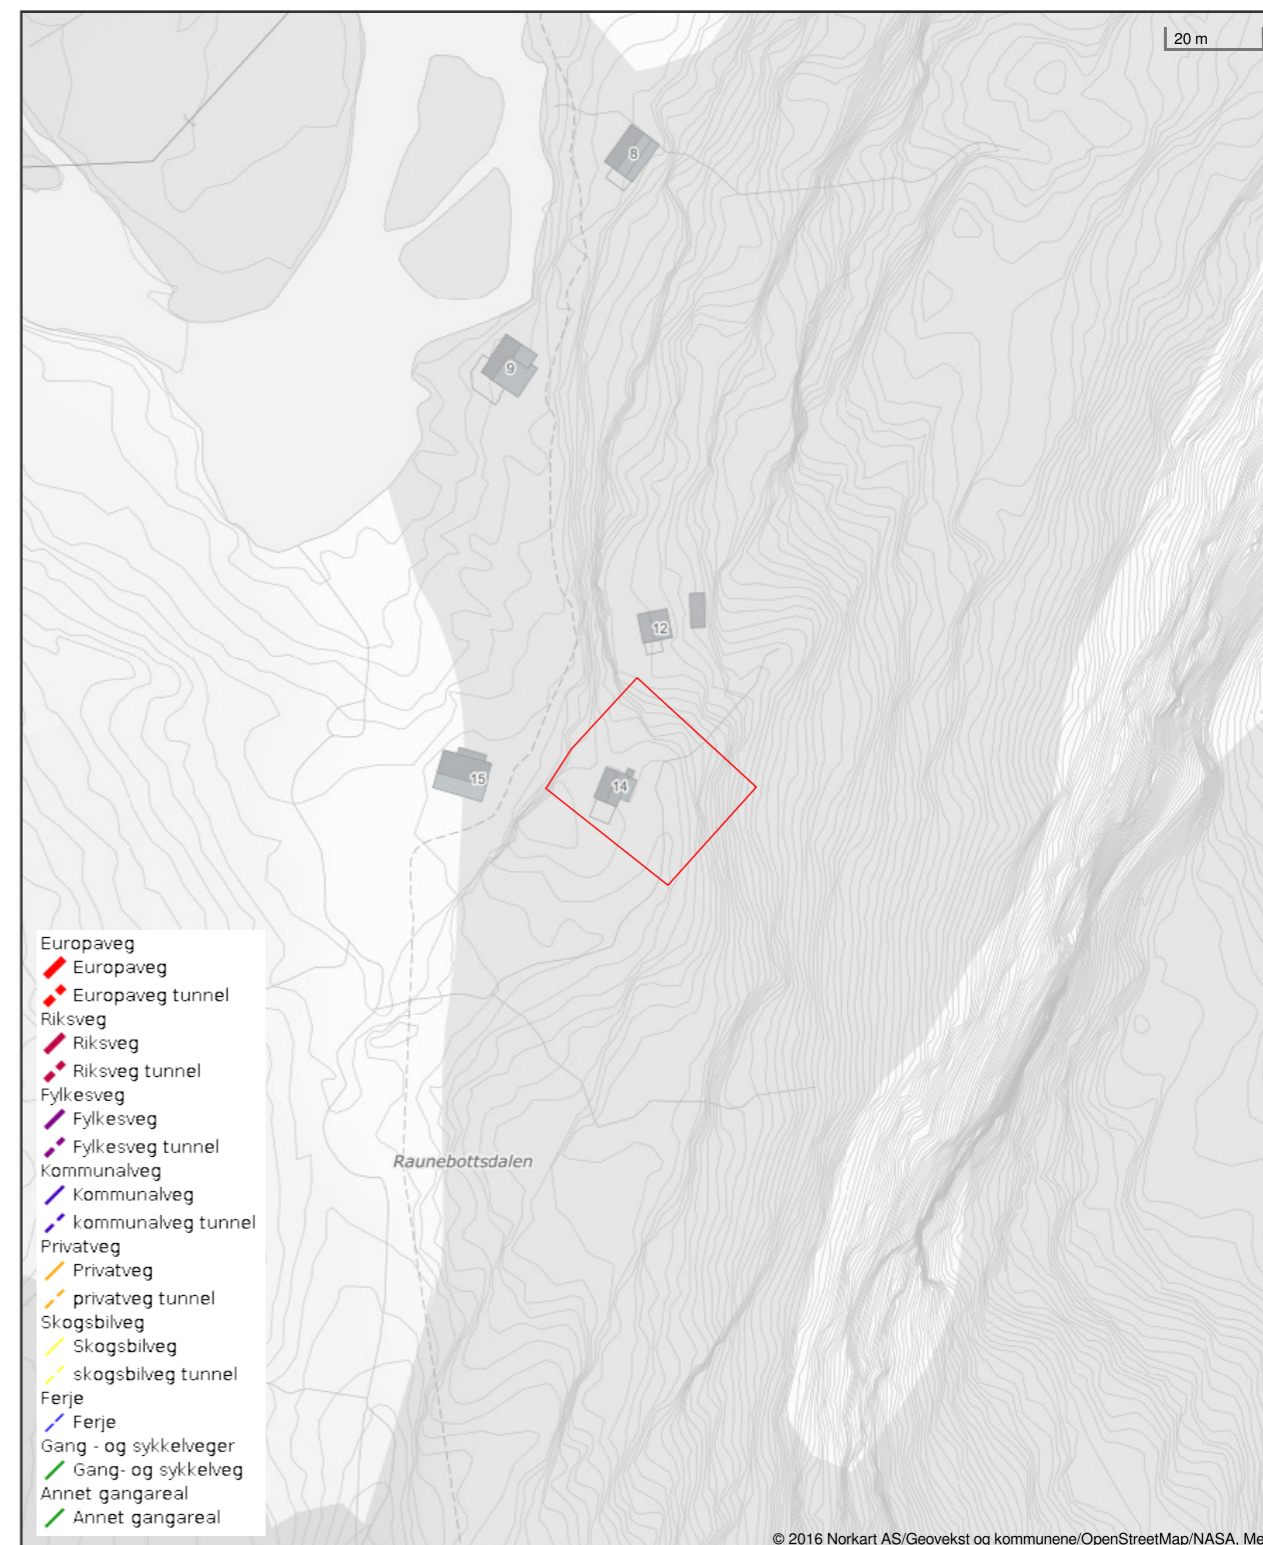 20 m
8
9
12
15
14
Raunebottsdalen
Europaveg
Europaveg
Europaveg tunnel
Riksveg
Riksveg
Riksveg tunnel
Fylkesveg
Fylkesveg
Fylkesveg tunnel
Kommunalveg
Kommunalveg
kommunalveg tunnel
Privatveg
Privatveg
privatveg tunnel
Skogsbilveg
Skogsbilveg
skogsbilveg tunnel
Ferje
Ferje
Gang - og sykkelveger
Gang- og sykkelveg
Annet gangareal
Annet gangareal
© 2016 Norkart AS/Geovekst og kommunene/OpenStreetMap/NASA, Me